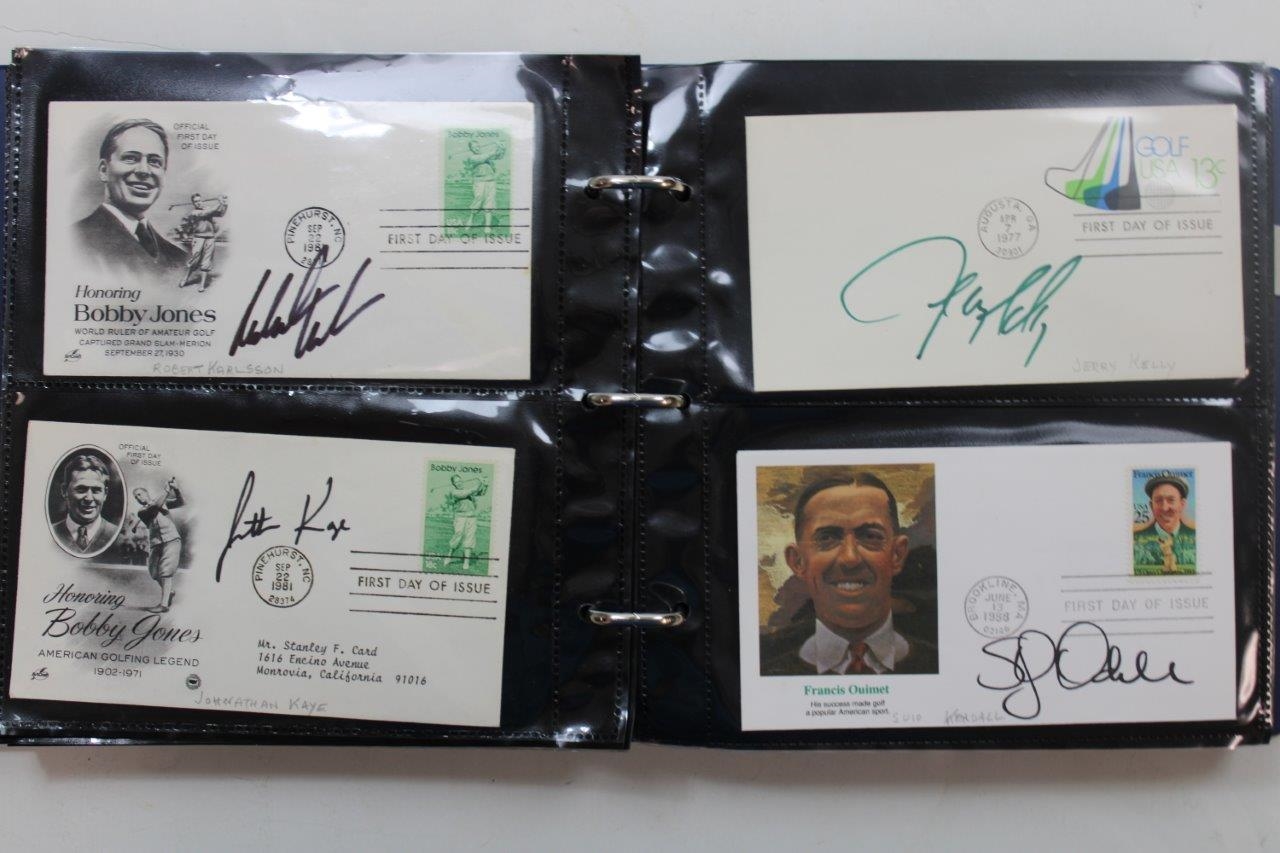 OFFICIAL
FIRST DAY
OF ISSUE
Bobby Jones
USA
PINEHURST, NC
SEP
22
FIRST DAY OF ISSUE
Honoring
Bobby Jones
WORLD RULER OF AMATEUR GOLF
CAPTURED GRAND SLAM-MERION
SEPTEMBER 27, 1930
ROBERT KARLSSON
OFFICIAL
FIRST DAY
OF ISSUE
Bobby Jones
18c
PINEHURST, NC
SEP
22
1981
28374
FIRST DAY OF ISSUE
Honoring
Bobby Jones
AMERICAN GOLFING LEGEND
1902-1971
Mr. Stanley F. Card
1616 Encino Avenue
Monrovia, California 91016
JOHNATHAN KAYE
GOLF
USA 13c
AUGUSTA, GA
APR
7
1977
30901
FIRST DAY OF ISSUE
JERRY KELLY
Francis Ouimet
USA
25
BROOKLINE, MA
JUNE
13
1988
FIRST DAY OF ISSUE
Francis Ouimet
His success made golf
a popular American sport.
KENDALL